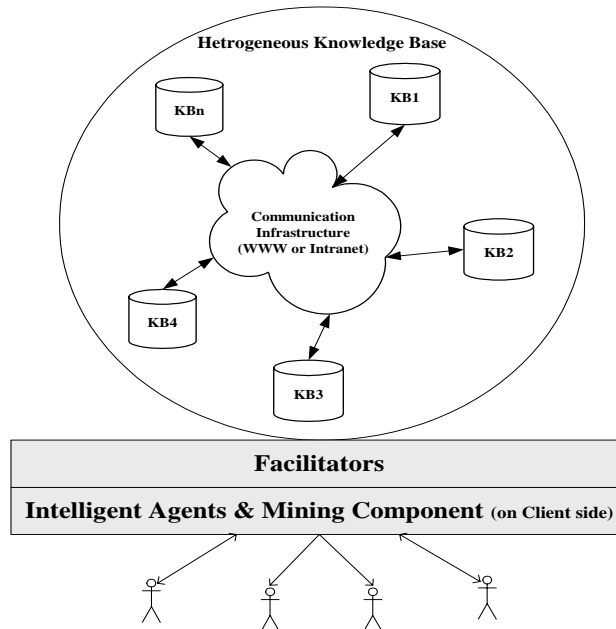 Hetrogeneous Knowledge Base
KBn
KB1
Communication
Infrastructure
(WWW or Intranet)
KB2
KB4
KB3
Facilitators
Intelligent Agents & Mining Component (on Client side)